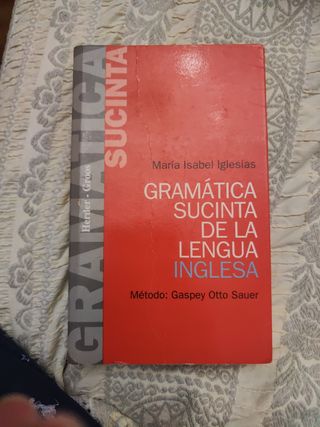 GRAMÁTICA
SUCINTA
Herder - Groos
María Isabel Iglesias
GRAMÁTICA
SUCINTA
DE LA
LENGUA
INGLESA
Método: Gaspey Otto Sauer